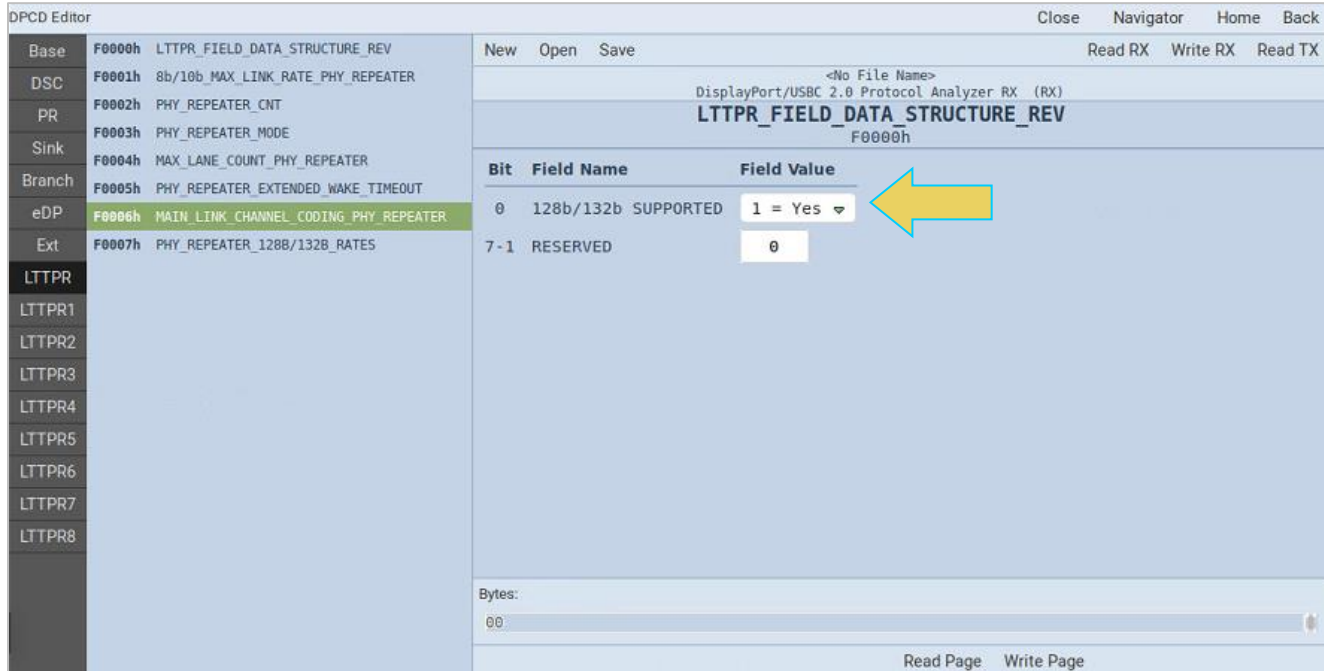 DPCD Editor Close Navigator Home Back
Base
DSC
PR
Sink
Branch
eDP
Ext
LTTPR
LTTPR1
LTTPR2
LTTPR3
LTTPR4
LTTPR5
LTTPR6
LTTPR7
LTTPR8
F0000h LTTPR_FIELD_DATA_STRUCTURE_REV
F0001h 8b/10b_MAX_LINK_RATE_PHY_REPEATER
F0002h PHY_REPEATER_CNT
F0003h PHY_REPEATER_MODE
F0004h MAX_LANE_COUNT_PHY_REPEATER
F0005h PHY_REPEATER_EXTENDED_WAKE_TIMEOUT
F0006h MAIN_LINK_CHANNEL_CODING_PHY_REPEATER
F0007h PHY_REPEATER_128B/132B_RATES
New Open Save Read RX Write RX Read TX
<No File Name>
DisplayPort/USBC 2.0 Protocol Analyzer RX (RX)
LTTPR_FIELD_DATA_STRUCTURE_REV
F0000h
Bit Field Name Field Value
0 128b/132b SUPPORTED 1 = Yes
7-1 RESERVED 0
Bytes:
00
Read Page Write Page